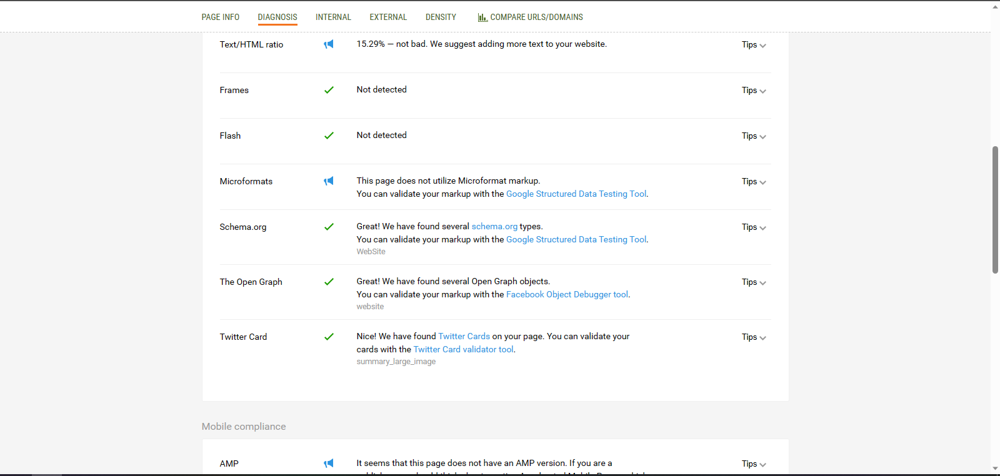 PAGE INFO DIAGNOSIS INTERNAL EXTERNAL DENSITY COMPARE URLS/DOMAINS
Text/HTML ratio 15.29% — not bad. We suggest adding more text to your website. Tips
Frames Not detected Tips
Flash Not detected Tips
Microformats This page does not utilize Microformat markup. Tips
You can validate your markup with the Google Structured Data Testing Tool.
Schema.org Great! We have found several schema.org types. Tips
You can validate your markup with the Google Structured Data Testing Tool.
WebSite
The Open Graph Great! We have found several Open Graph objects. Tips
You can validate your markup with the Facebook Object Debugger tool.
website
Twitter Card Nice! We have found Twitter Cards on your page. You can validate your Tips
cards with the Twitter Card validator tool.
summary_large_image
Mobile compliance
AMP It seems that this page does not have an AMP version. If you are a Tips